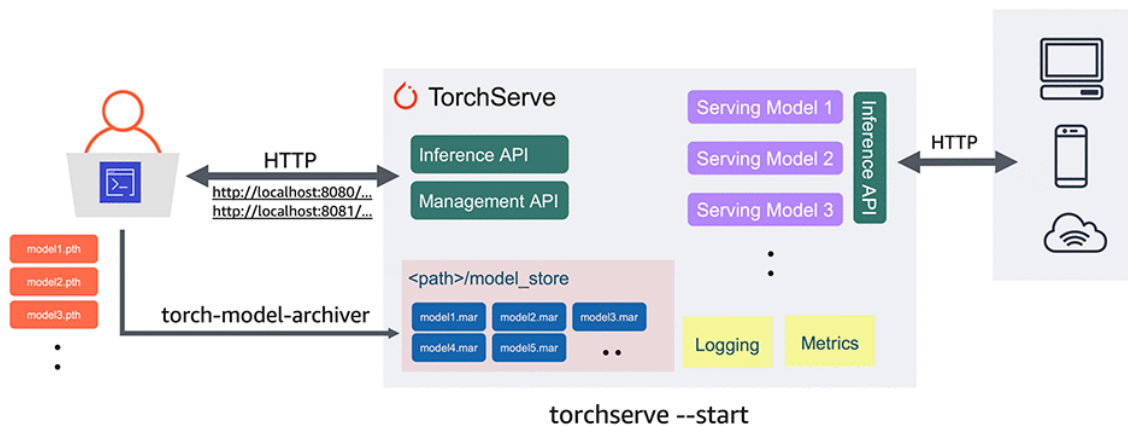 TorchServe
HTTP
http://localhost:8080/...
http://localhost:8081/...
Inference API
Management API
Serving Model 1
Serving Model 2
Serving Model 3
Inference API
HTTP
model1.pth
model2.pth
model3.pth
torch-model-archiver
<path>/model_store
model1.mar
model2.mar
model3.mar
model4.mar
model5.mar
Logging
Metrics
torchserve --start